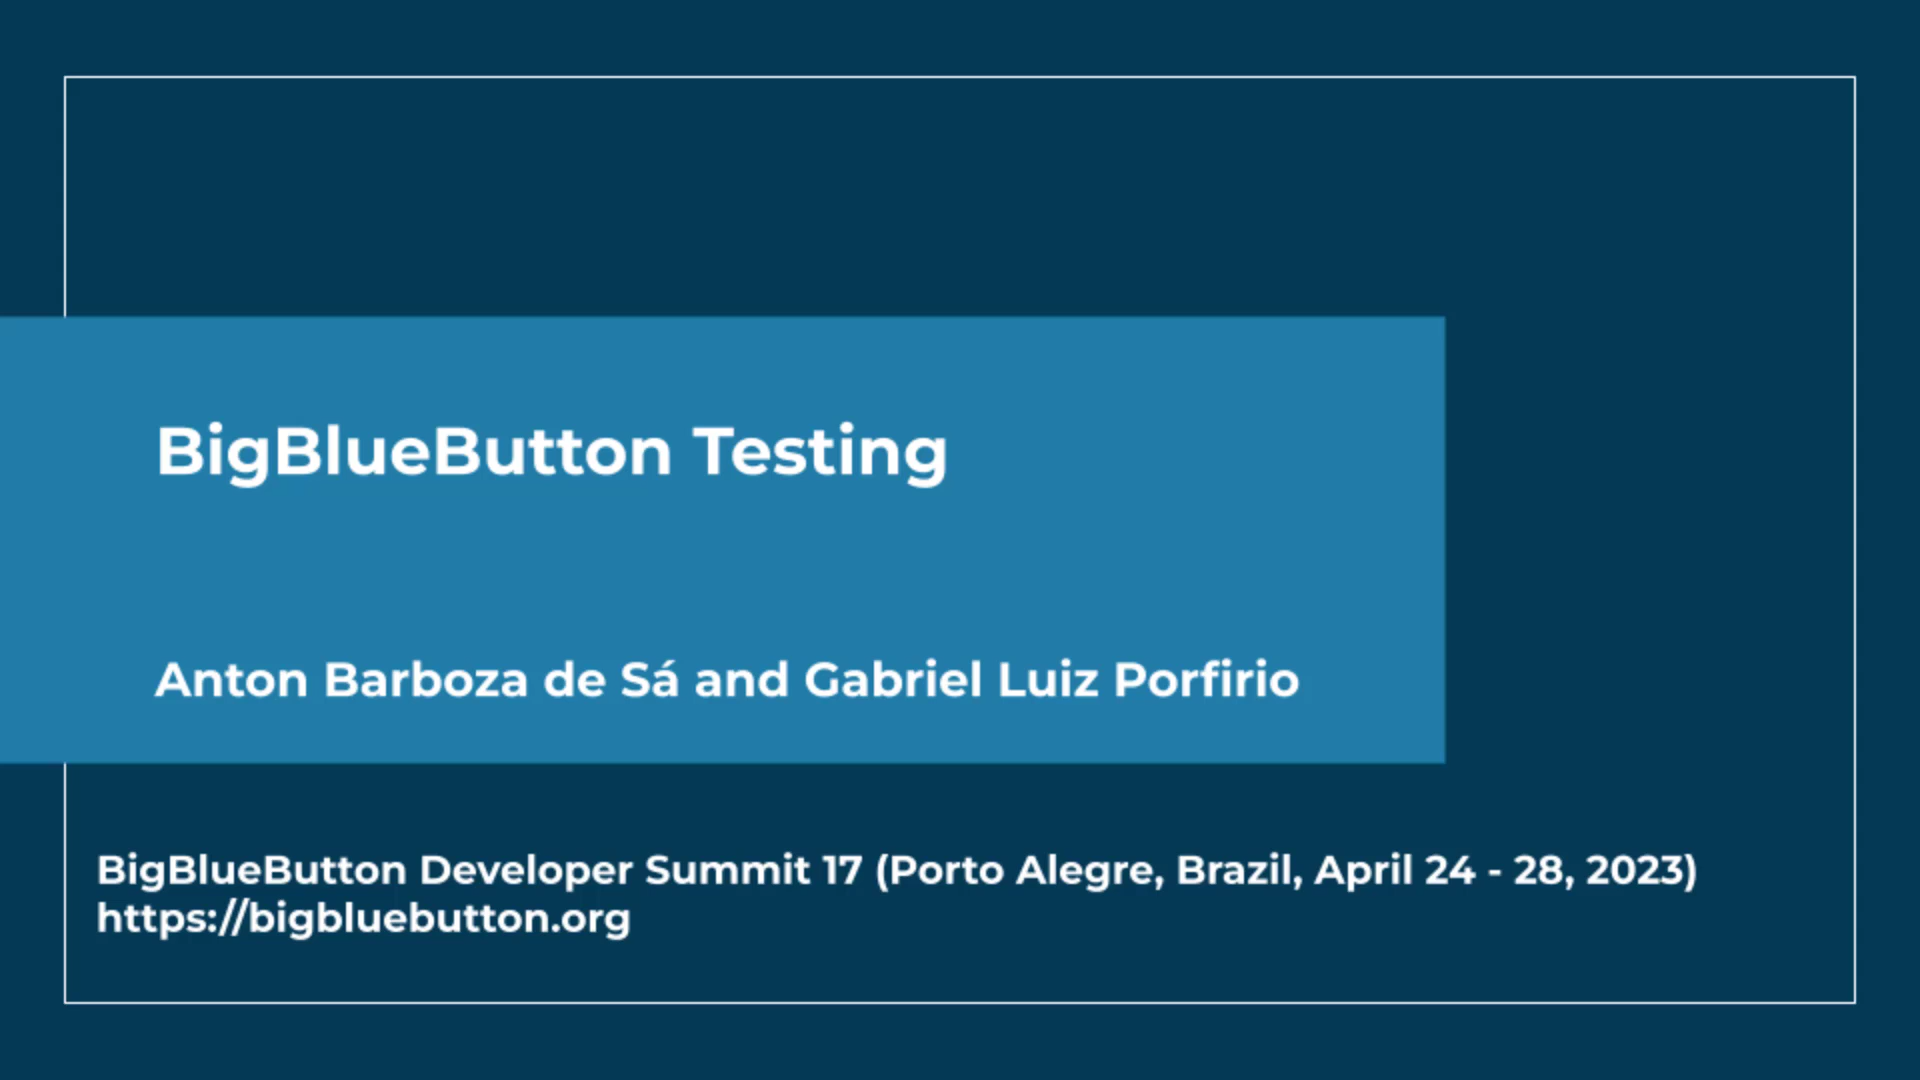 BigBlueButton Testing
Anton Barboza de Sá and Gabriel Luiz Porfirio
BigBlueButton Developer Summit 17 (Porto Alegre, Brazil, April 24 - 28, 2023)
https://bigbluebutton.org